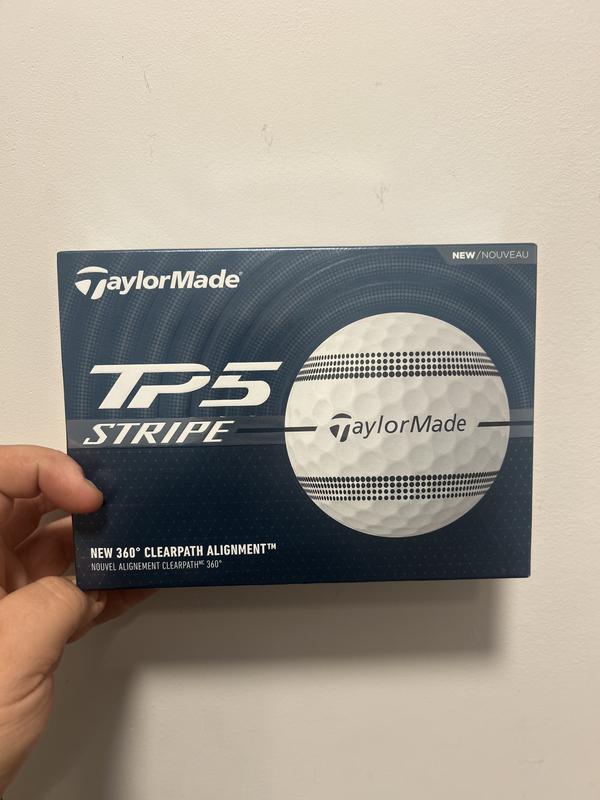 TaylorMade®
NEW/NOUVEAU
TP5
STRIPE
TaylorMade
NEW 360° CLEARPATH ALIGNMENT™
NOUVEL ALIGNEMENT CLEARPATHᴹᶜ 360°